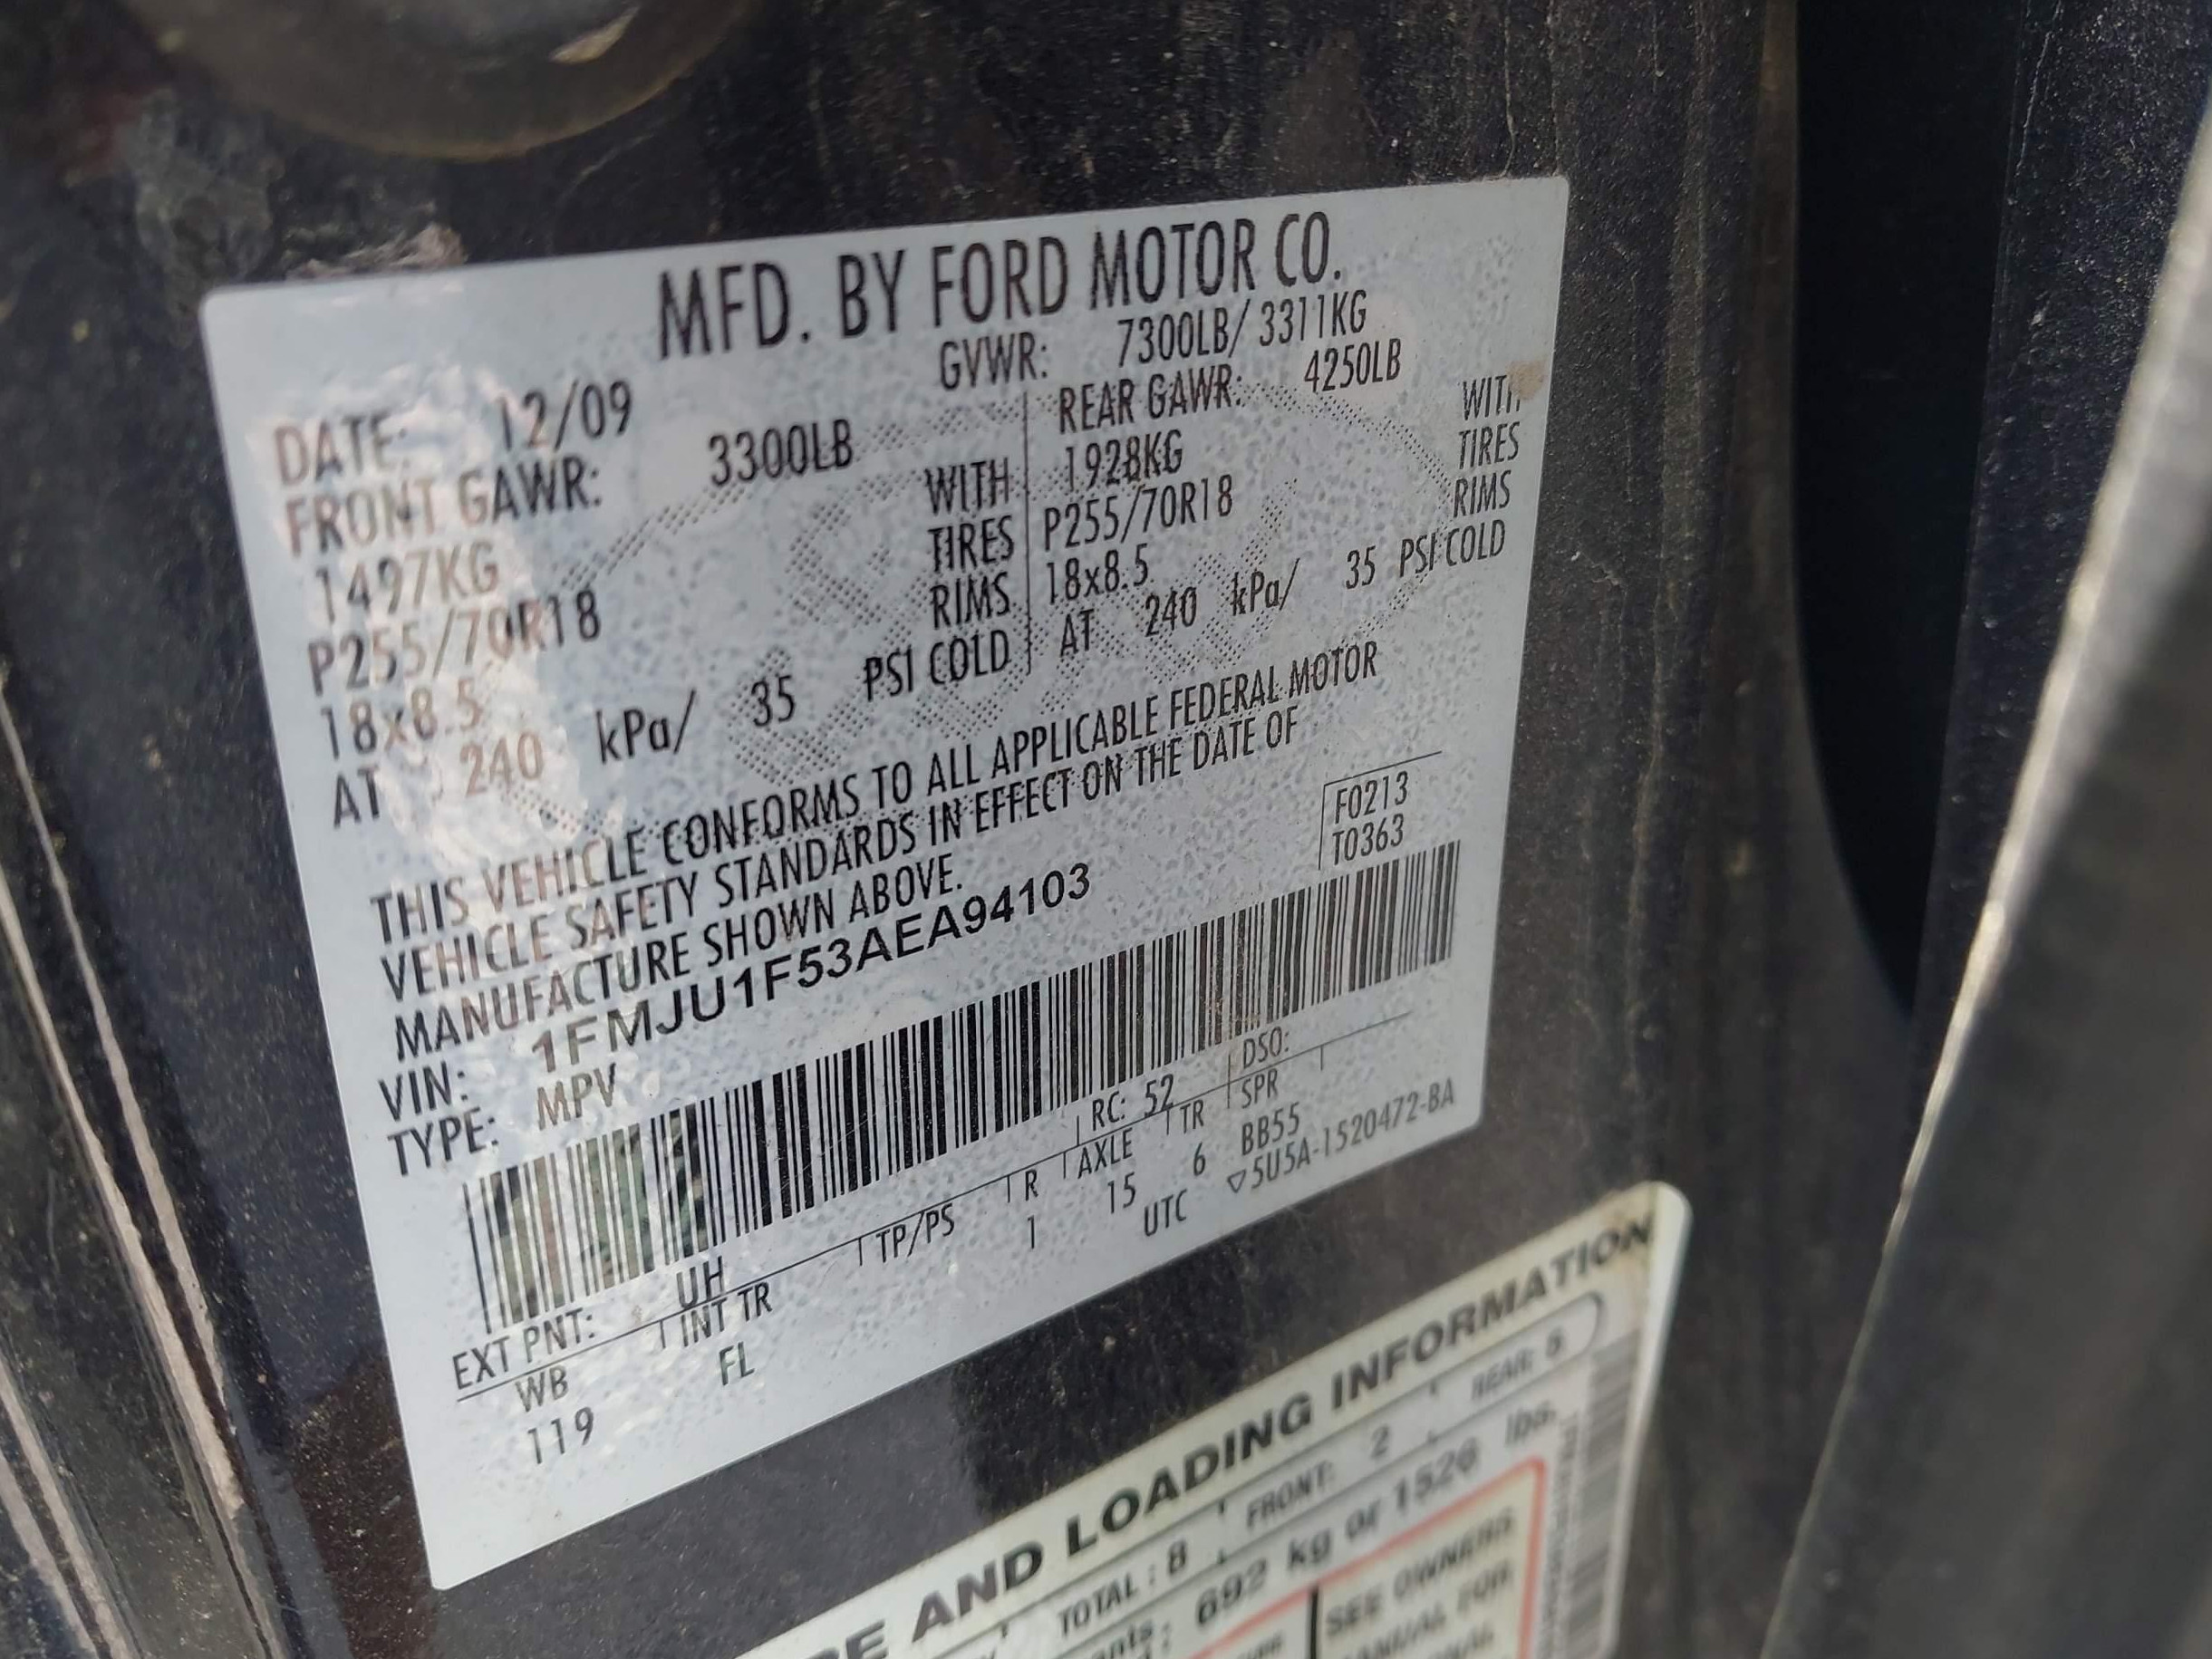 MFD. BY FORD MOTOR CO.
DATE: 12/09 GVWR: 7300LB/ 3311KG
FRONT GAWR: 3300LB REAR GAWR: 4250LB
1497KG WITH 1928KG WITH
P255/70R18 TIRES P255/70R18 TIRES
18x8.5 RIMS 18x8.5 RIMS
AT 240 kPa/ 35 PSI COLD AT 240 kPa/ 35 PSI COLD
THIS VEHICLE CONFORMS TO ALL APPLICABLE FEDERAL MOTOR
VEHICLE SAFETY STANDARDS IN EFFECT ON THE DATE OF
MANUFACTURE SHOWN ABOVE.
F0213
T0363
VIN: 1FMJU1F53AEA94103
TYPE: MPV
EXT PNT: UH RC: 52 DSO:
WB INT TR TP/PS R AXLE TR SPR
119 FL 1 15 6 BB55
UTC ▽5U5A-1520472-BA
AND LOADING INFORMATION
TOTAL : 8 FRONT: 2 REAR: 5
692 kg or 1526 lbs.
SEE OWNERS
FOR